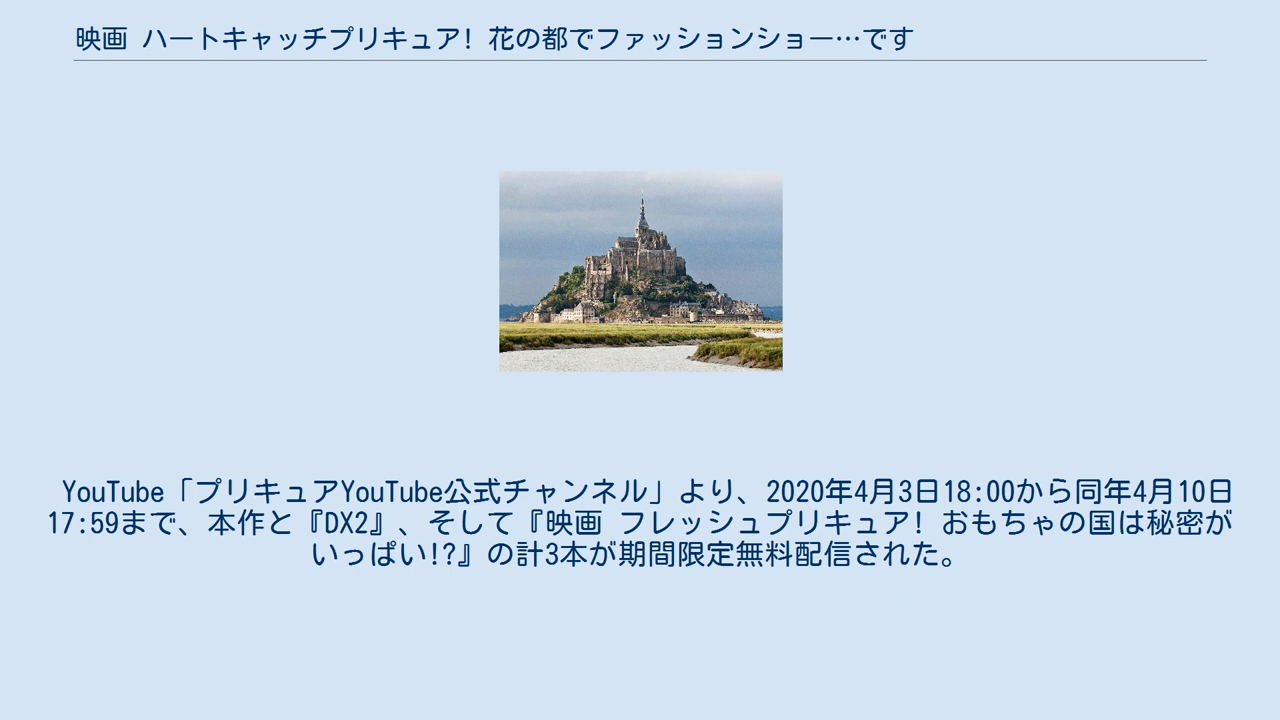 映画 ハートキャッチプリキュア! 花の都でファッションショー…です
YouTube「プリキュアYouTube公式チャンネル」より、2020年4月3日18:00から同年4月10日
17:59まで、本作と『DX2』、そして『映画 フレッシュプリキュア! おもちゃの国は秘密が
いっぱい!?』の計3本が期間限定無料配信された。